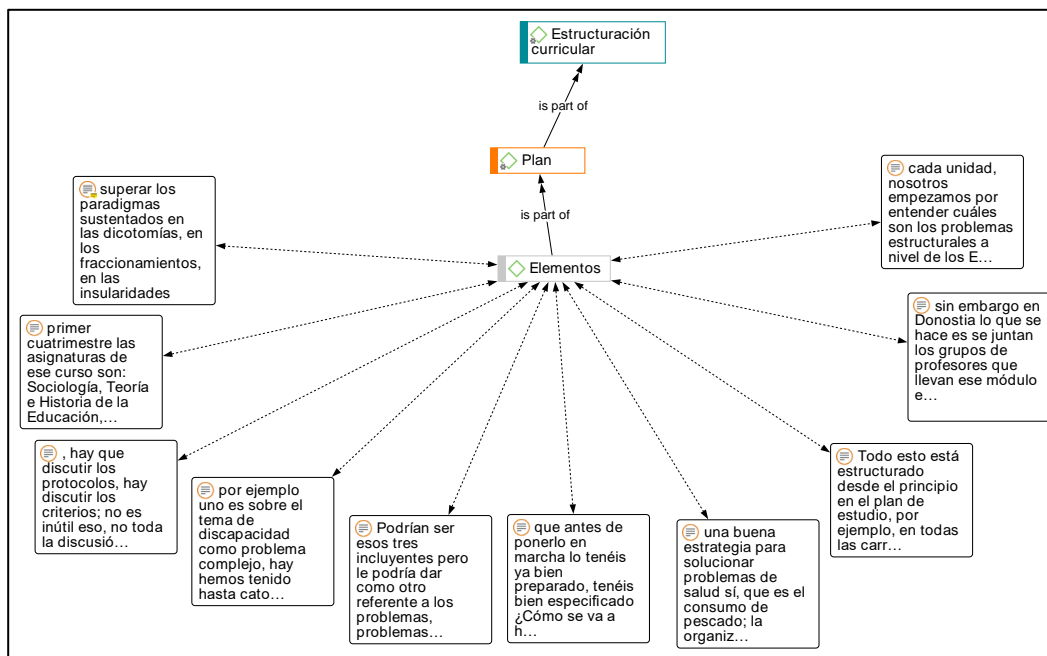 Estructuración
curricular
is part of
Plan
is part of
Elementos
superar los
paradigmas
sustentados en
las dicotomías, en
los
fraccionamientos,
en las
insularidades
cada unidad,
nosotros
empezamos por
entender cuáles
son los problemas
estructurales a
nivel de los E…
primer
cuatrimestre las
asignaturas de
ese curso son:
Sociología, Teoría
e Historia de la
Educación,…
sin embargo en
Donostia lo que se
hace es se juntan
los grupos de
profesores que
llevan ese módulo
e…
, hay que
discutir los
protocolos, hay
discutir los
criterios; no es
inútil eso, no toda
la discusió…
por ejemplo
uno es sobre el
tema de
discapacidad
como problema
complejo, hay
hemos tenido
hasta cato…
Podrían ser
esos tres
incluyentes pero
le podría dar
como otro
referente a los
problemas,
problemas…
que antes de
ponerlo en
marcha lo tenéis
ya bien
preparado, tenéis
bien especificado
¿Cómo se va a
h…
una buena
estrategia para
solucionar
problemas de
salud sí, que es el
consumo de
pescado; la
organiz…
Todo esto está
estructurado
desde el principio
en el plan de
estudio, por
ejemplo, en todas
las carr…